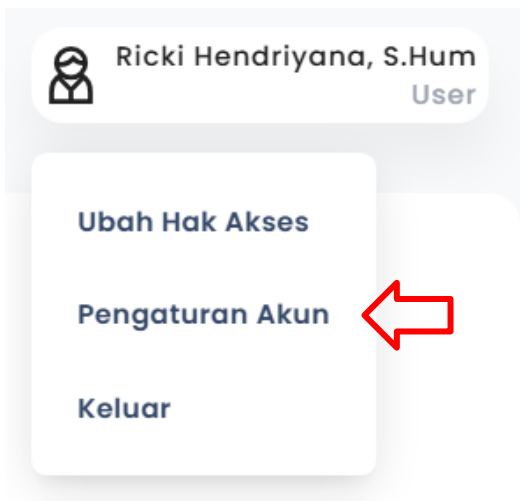 Ricki Hendriyana, S.Hum
User
Ubah Hak Akses
Pengaturan Akun
Keluar